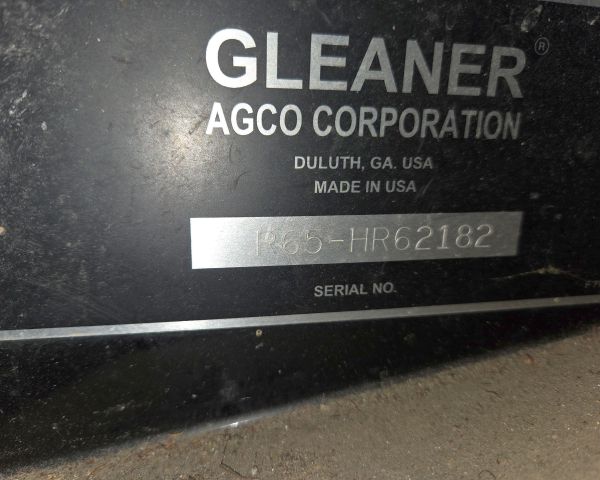 GLEANER®
AGCO CORPORATION
DULUTH, GA. USA
MADE IN USA
R65-HR62182
SERIAL NO.